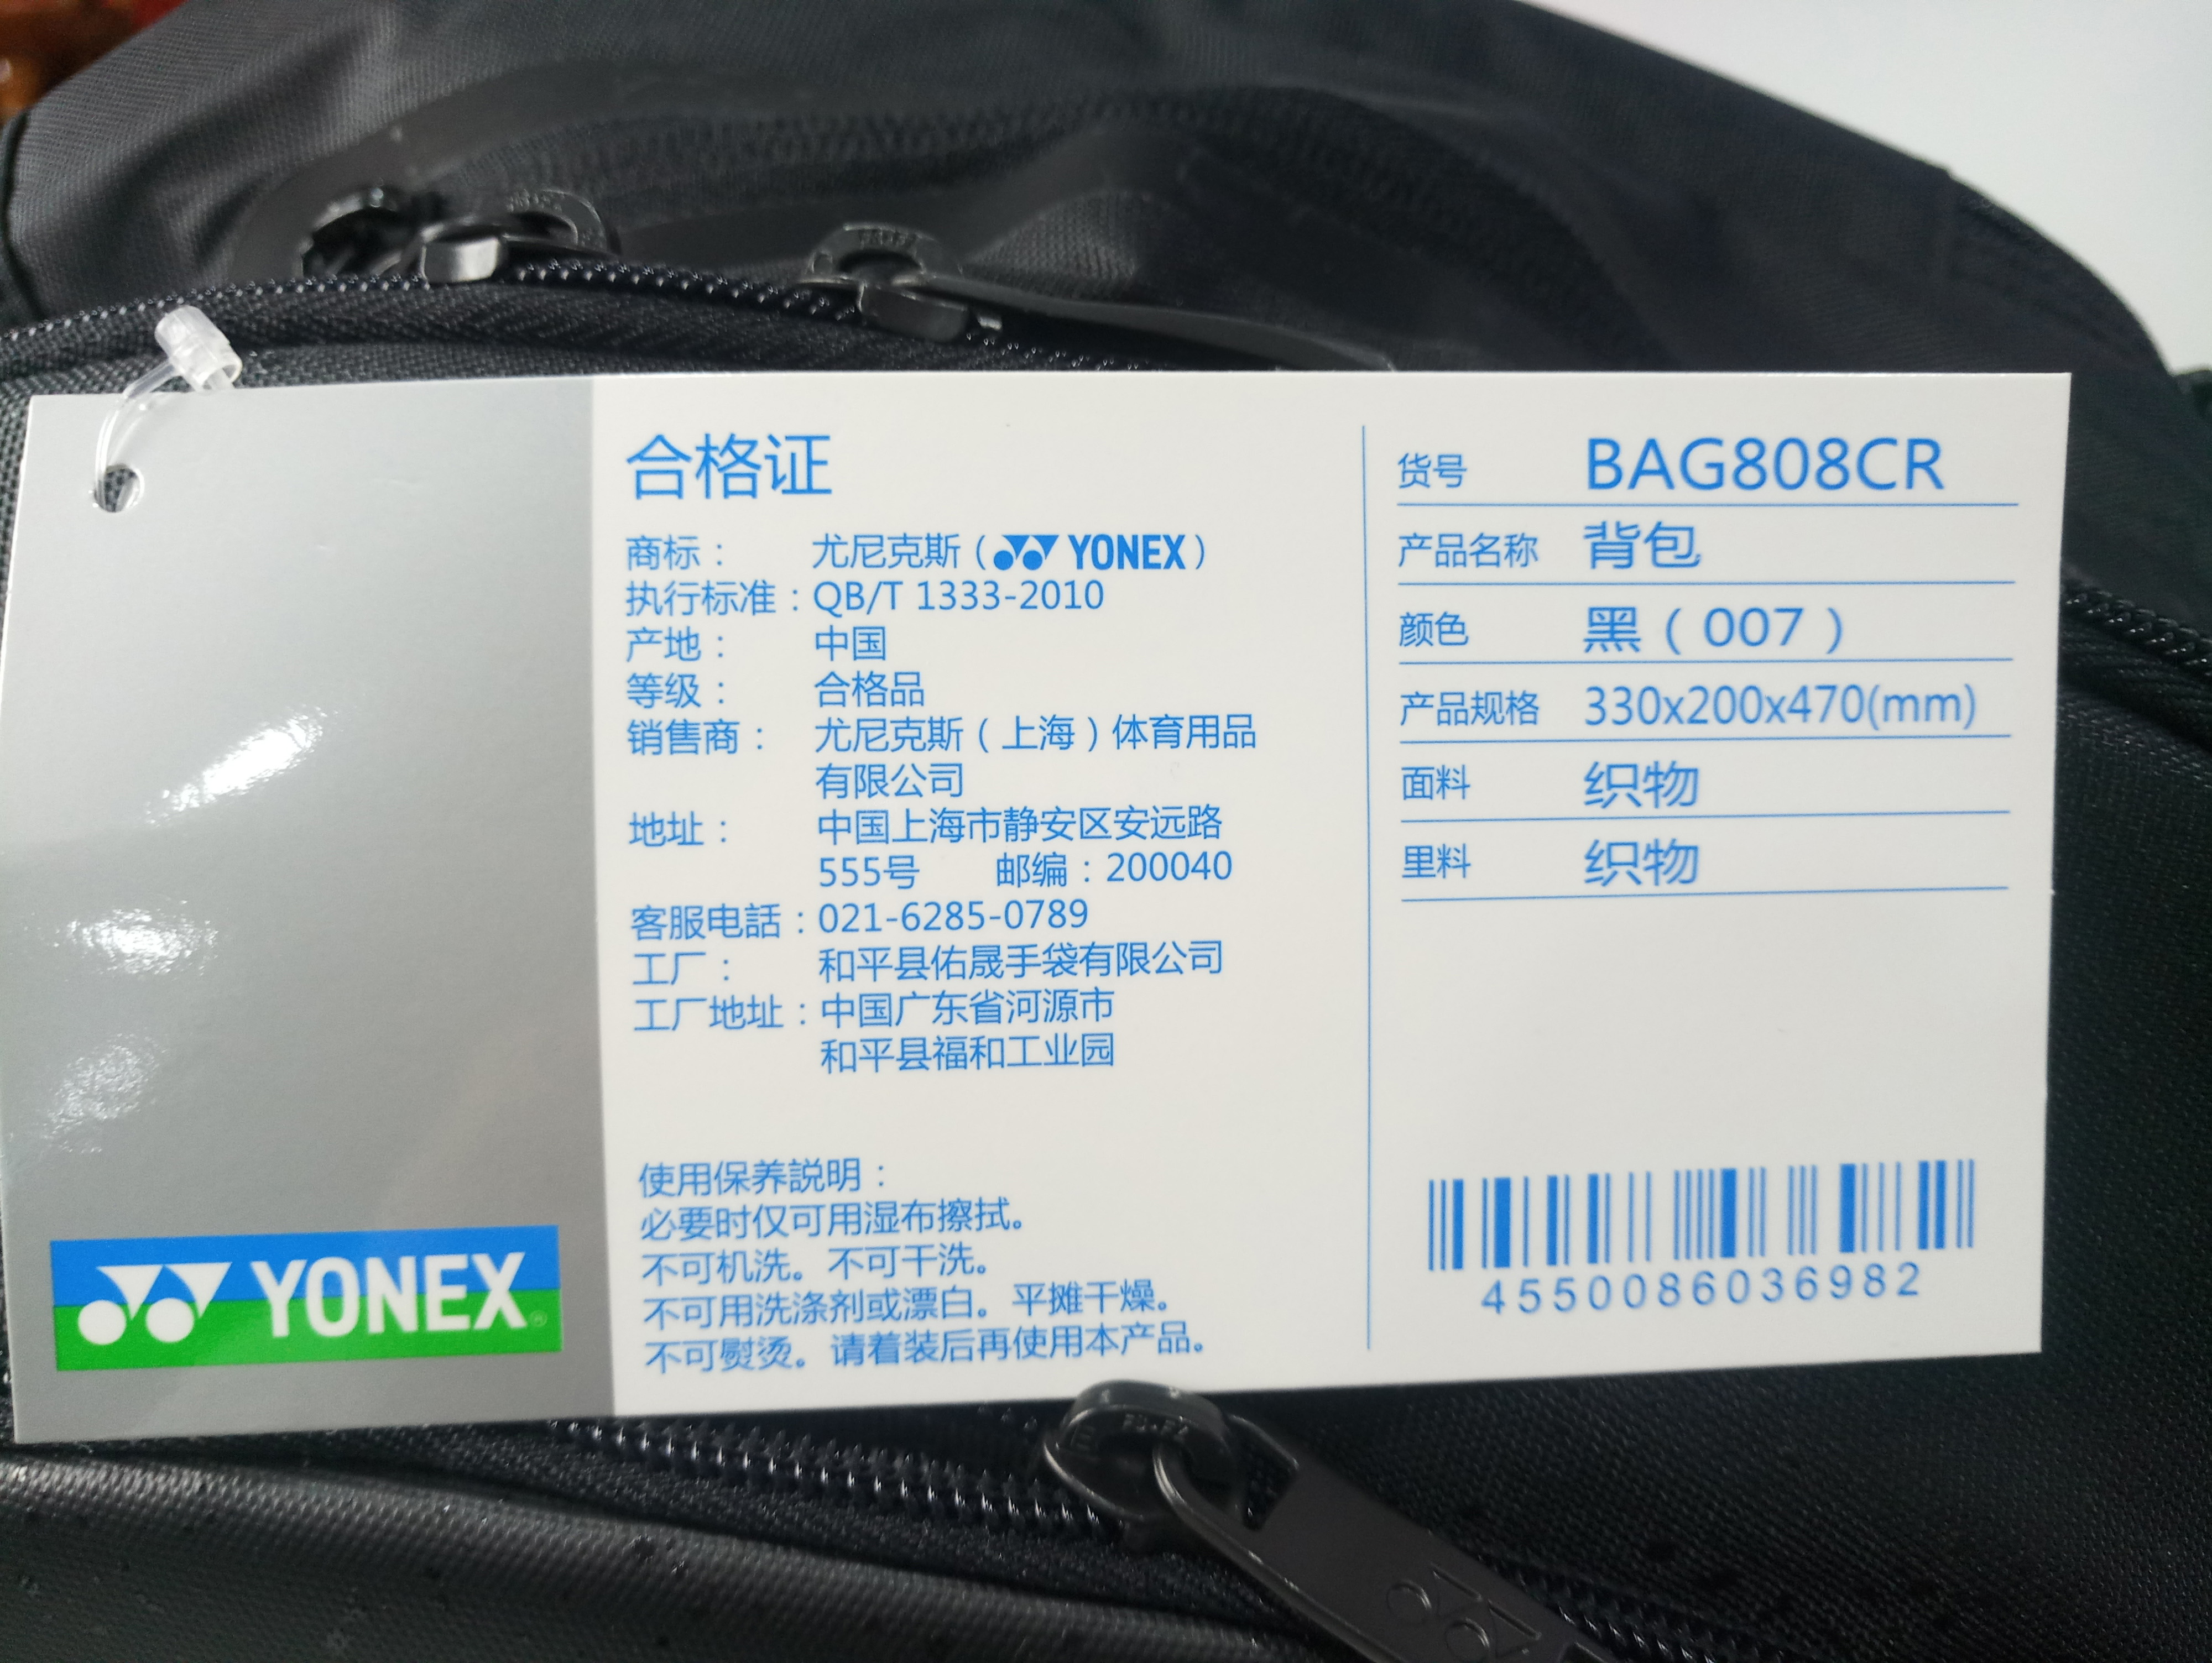 合格证
商标： 尤尼克斯（YONEX）
执行标准：QB/T 1333-2010
产地： 中国
等级： 合格品
销售商： 尤尼克斯（上海）体育用品
有限公司
地址： 中国上海市静安区安远路
555号 邮编：200040
客服电話：021-6285-0789
工厂： 和平县佑晟手袋有限公司
工厂地址：中国广东省河源市
和平县福和工业园
使用保养説明：
必要时仅可用湿布擦拭。
不可机洗。不可干洗。
不可用洗涤剂或漂白。平摊干燥。
不可熨烫。请着装后再使用本产品。
货号 BAG808CR
产品名称 背包
颜色 黑（007）
产品规格 330x200x470(mm)
面料 织物
里料 织物
4550086036982
YONEX®